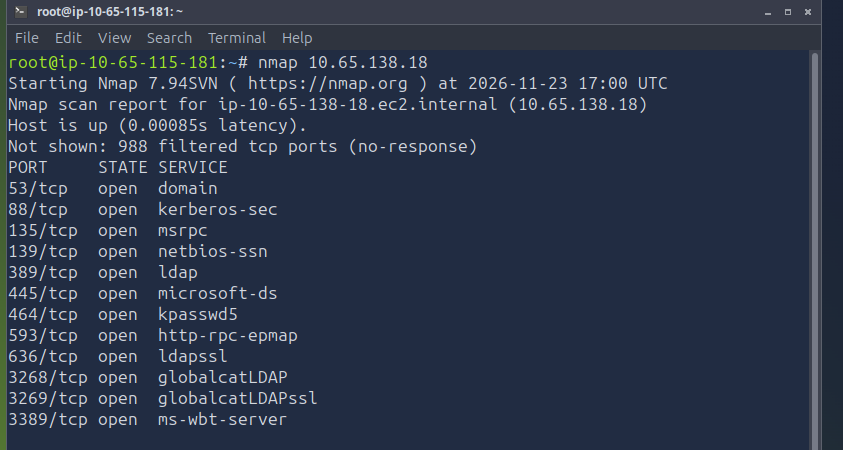 root@ip-10-65-115-181: ~
File Edit View Search Terminal Help
root@ip-10-65-115-181:~# nmap 10.65.138.18
Starting Nmap 7.94SVN ( https://nmap.org ) at 2026-11-23 17:00 UTC
Nmap scan report for ip-10-65-138-18.ec2.internal (10.65.138.18)
Host is up (0.00085s latency).
Not shown: 988 filtered tcp ports (no-response)
PORT     STATE SERVICE
53/tcp   open  domain
88/tcp   open  kerberos-sec
135/tcp  open  msrpc
139/tcp  open  netbios-ssn
389/tcp  open  ldap
445/tcp  open  microsoft-ds
464/tcp  open  kpasswd5
593/tcp  open  http-rpc-epmap
636/tcp  open  ldapssl
3268/tcp open  globalcatLDAP
3269/tcp open  globalcatLDAPssl
3389/tcp open  ms-wbt-server